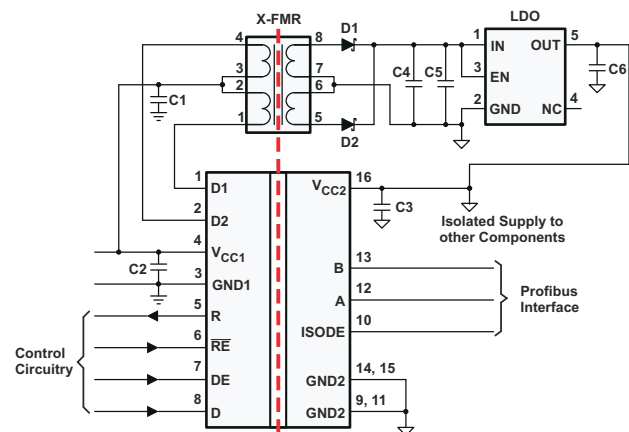 X-FMR
D1
LDO
4
8
1
IN
OUT
5
3
7
C4
C5
3
EN
C6
2
6
C1
2
GND
NC
4
1
5
D2
1
D1
16
VCC2
2
D2
C3
Isolated Supply to
other Components
4
VCC1
C2
3
GND1
13
B
5
R
12
A
Profibus
Interface
6
RE
10
ISODE
Control
Circuitry
7
DE
14, 15
GND2
8
D
9, 11
GND2